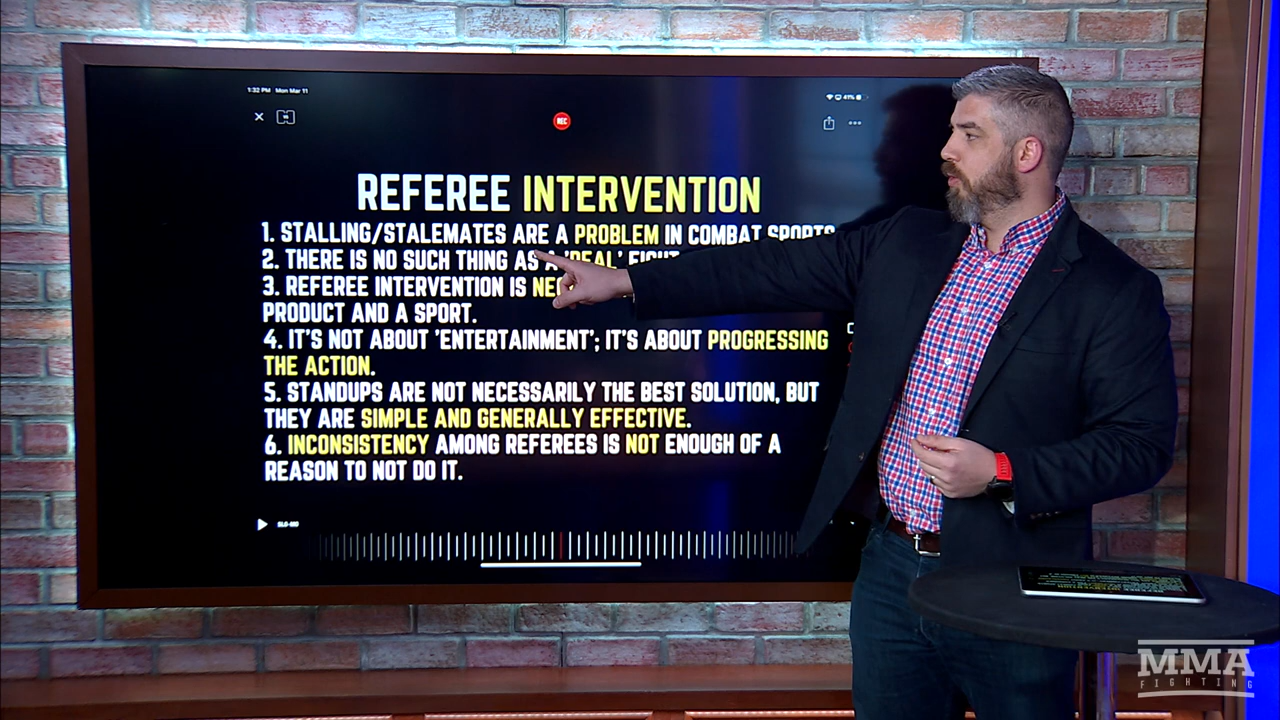 1:32 PM Mon Mar 11
41%
REC
REFEREE INTERVENTION
1. STALLING/STALEMATES ARE A PROBLEM IN COMBAT SPORTS
2. THERE IS NO SUCH THING AS A 'REAL' FIGHT
3. REFEREE INTERVENTION IS
PRODUCT AND A SPORT.
4. IT'S NOT ABOUT 'ENTERTAINMENT'; IT'S ABOUT PROGRESSING
THE ACTION.
5. STANDUPS ARE NOT NECESSARILY THE BEST SOLUTION, BUT
THEY ARE SIMPLE AND GENERALLY EFFECTIVE.
6. INCONSISTENCY AMONG REFEREES IS NOT ENOUGH OF A
REASON TO NOT DO IT.
MMA
FIGHTING